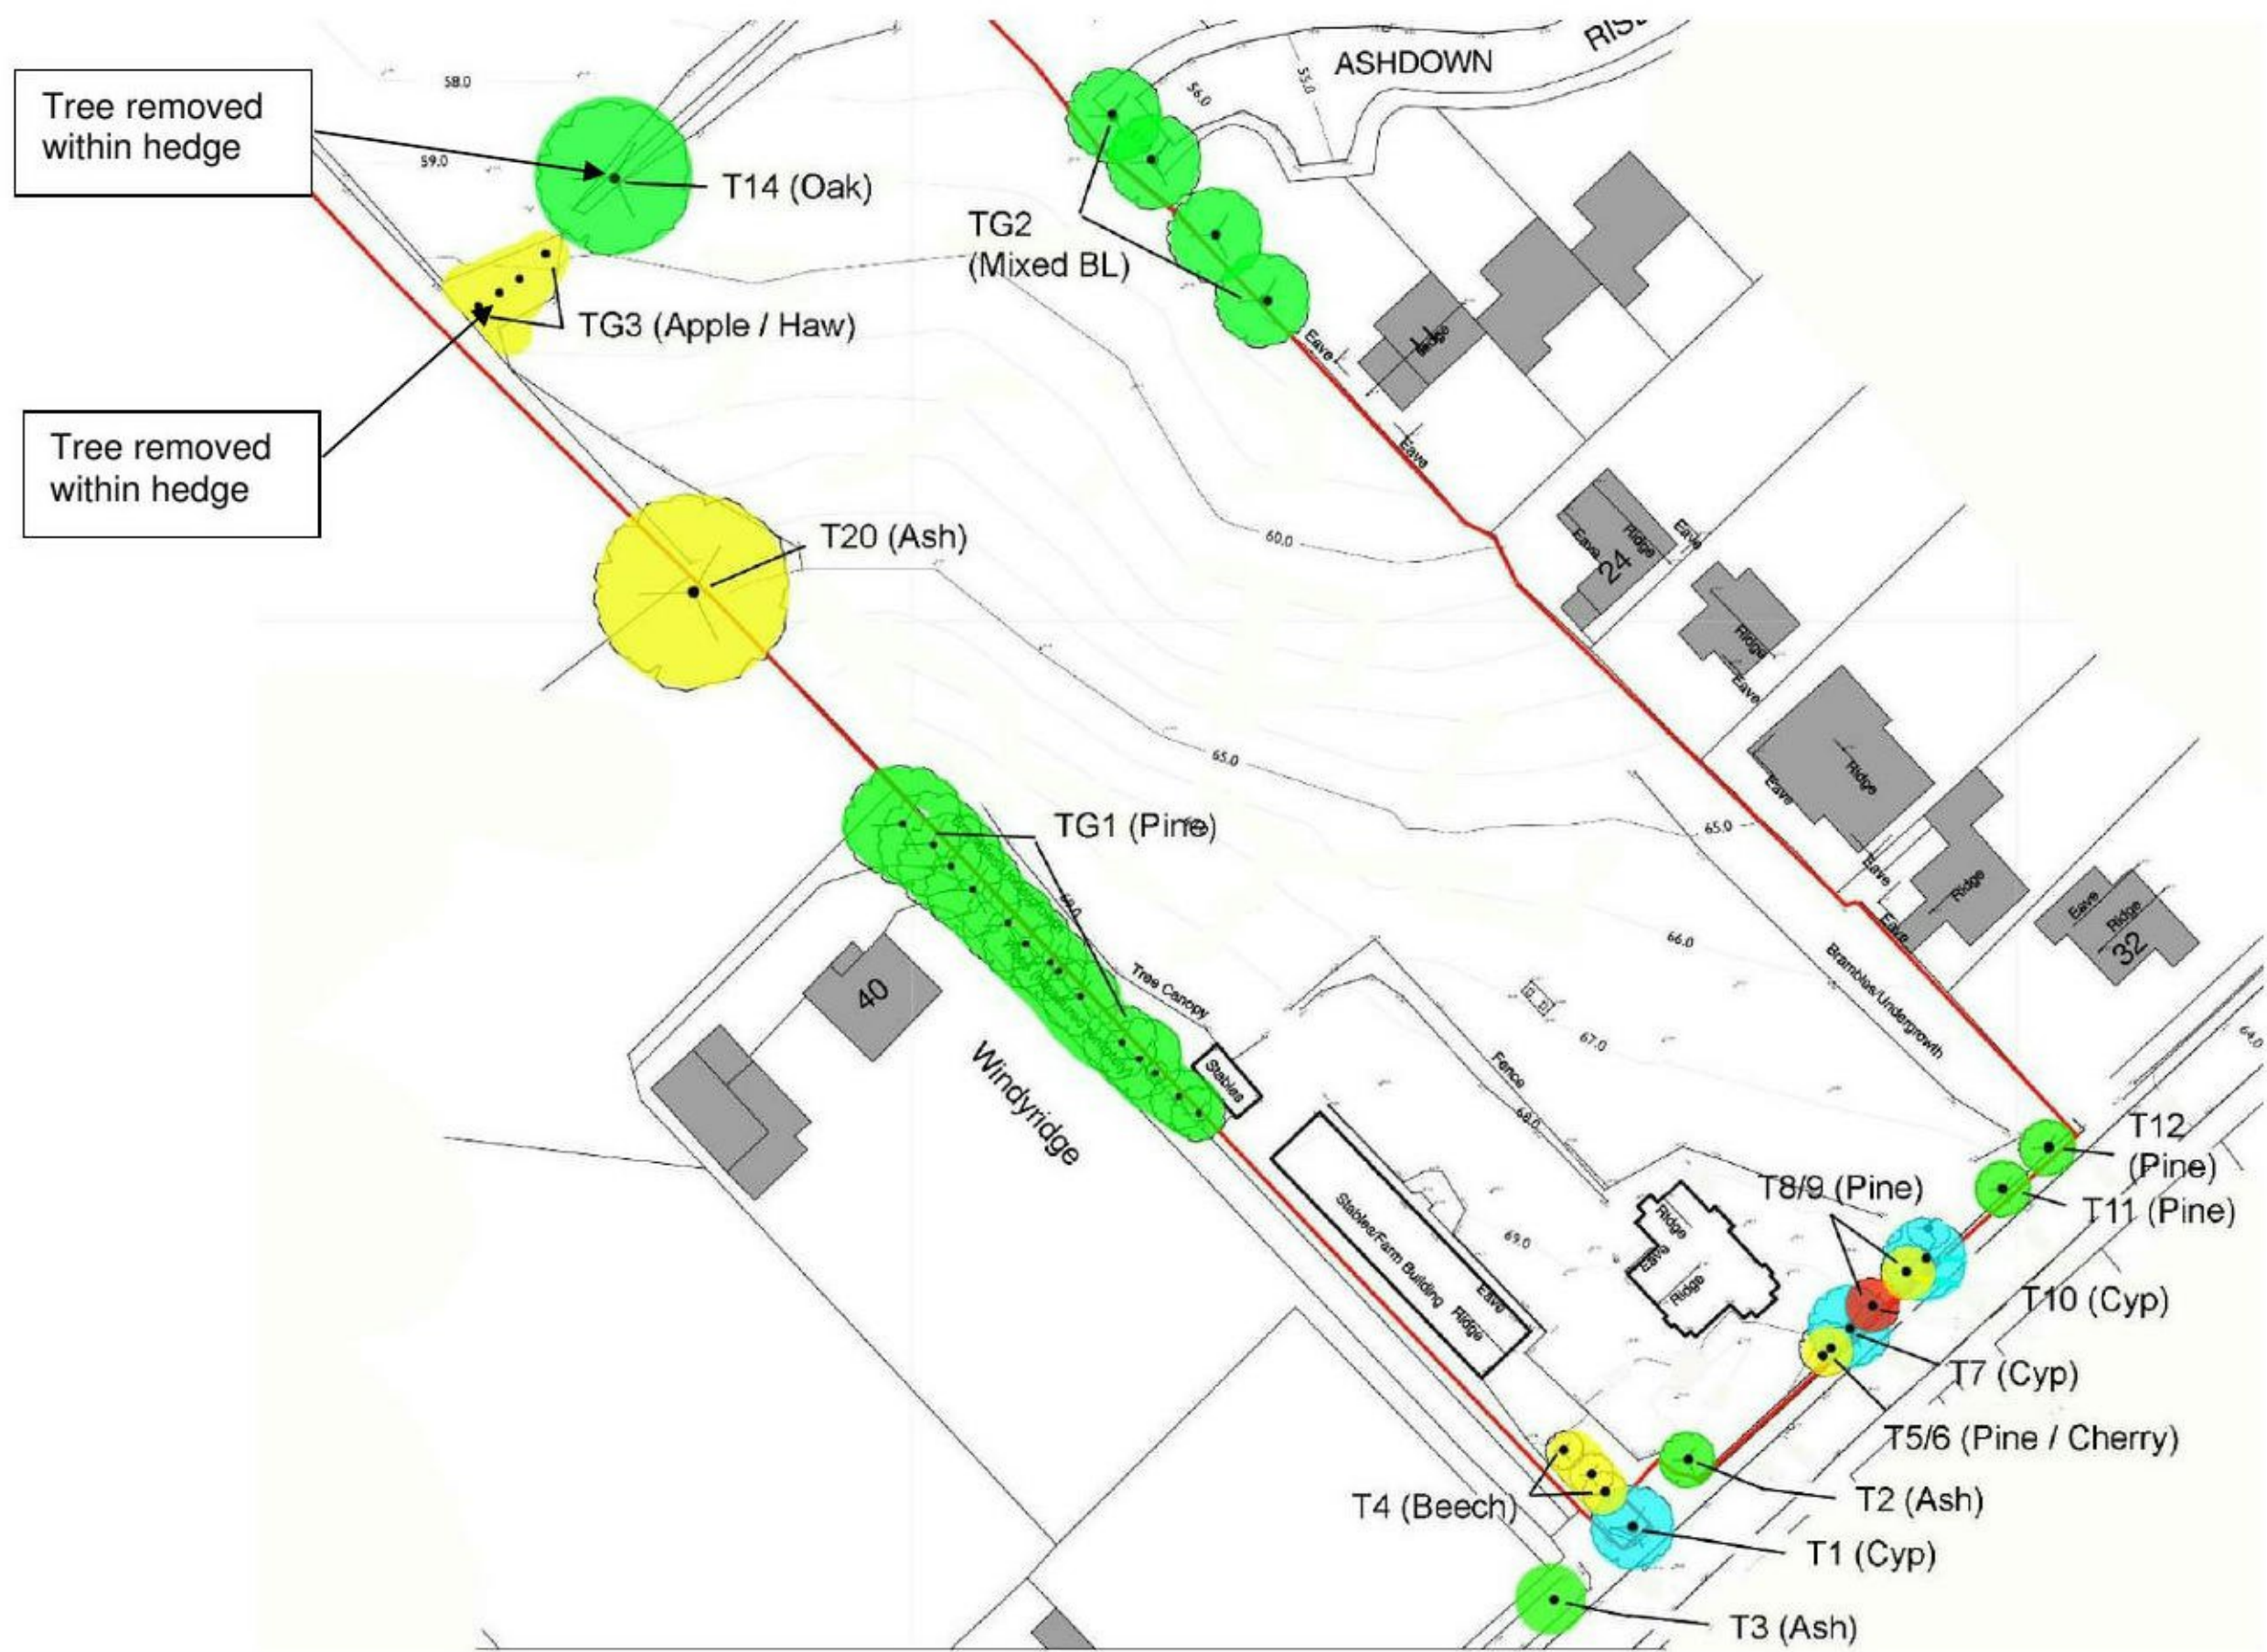 ASHDOWN
58.0
55.0
56.0
Tree removed
within hedge
59.0
T14 (Oak)
TG2
(Mixed BL)
TG3 (Apple / Haw)
Eave
Ridge
Eave
Tree removed
within hedge
T20 (Ash)
60.0
Eave
Ridge
Eave
24
Ridge
Eave
65.0
Ridge
Eave
TG1 (Pine)
65.0
Eave
Ridge
Eave
Eave
Ridge
32
66.0
Brambles/Undergrowth
40
Tree Canopy
67.0
64.0
Windyridge
Stables
Fence
68.0
T12
(Pine)
T8/9 (Pine)
T11 (Pine)
Ridge
Eave
Ridge
69.0
Stables/Farm Building
Eave
Ridge
T10 (Cyp)
T7 (Cyp)
T5/6 (Pine / Cherry)
T4 (Beech)
T2 (Ash)
T1 (Cyp)
T3 (Ash)